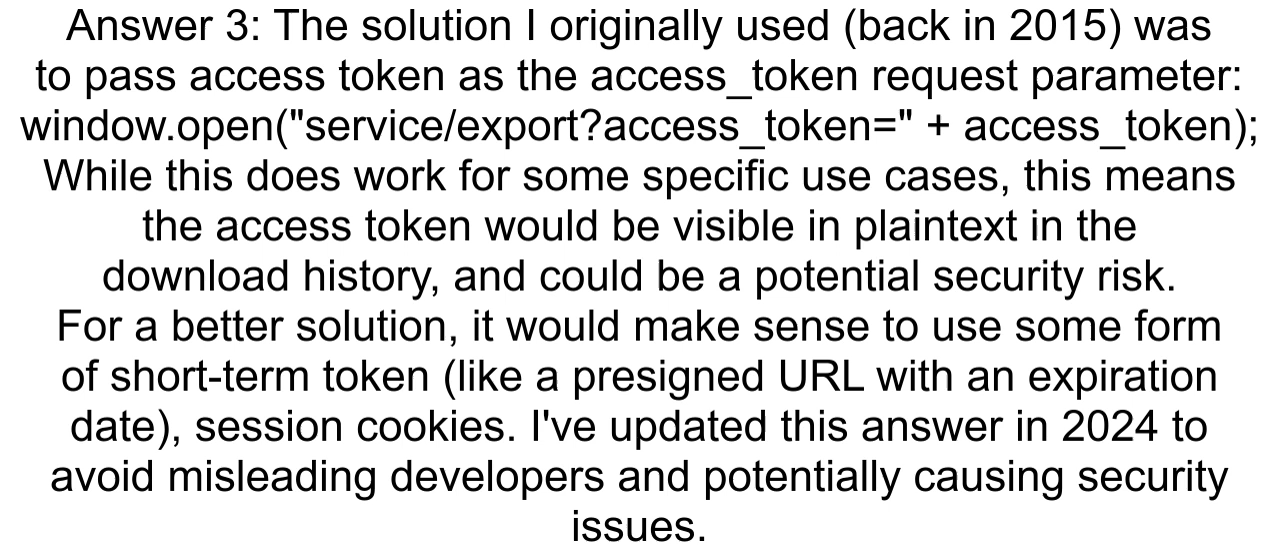 Answer 3: The solution I originally used (back in 2015) was
to pass access token as the access_token request parameter:
window.open("service/export?access_token=" + access_token);
While this does work for some specific use cases, this means
the access token would be visible in plaintext in the
download history, and could be a potential security risk.
For a better solution, it would make sense to use some form
of short-term token (like a presigned URL with an expiration
date), session cookies. I've updated this answer in 2024 to
avoid misleading developers and potentially causing security
issues.